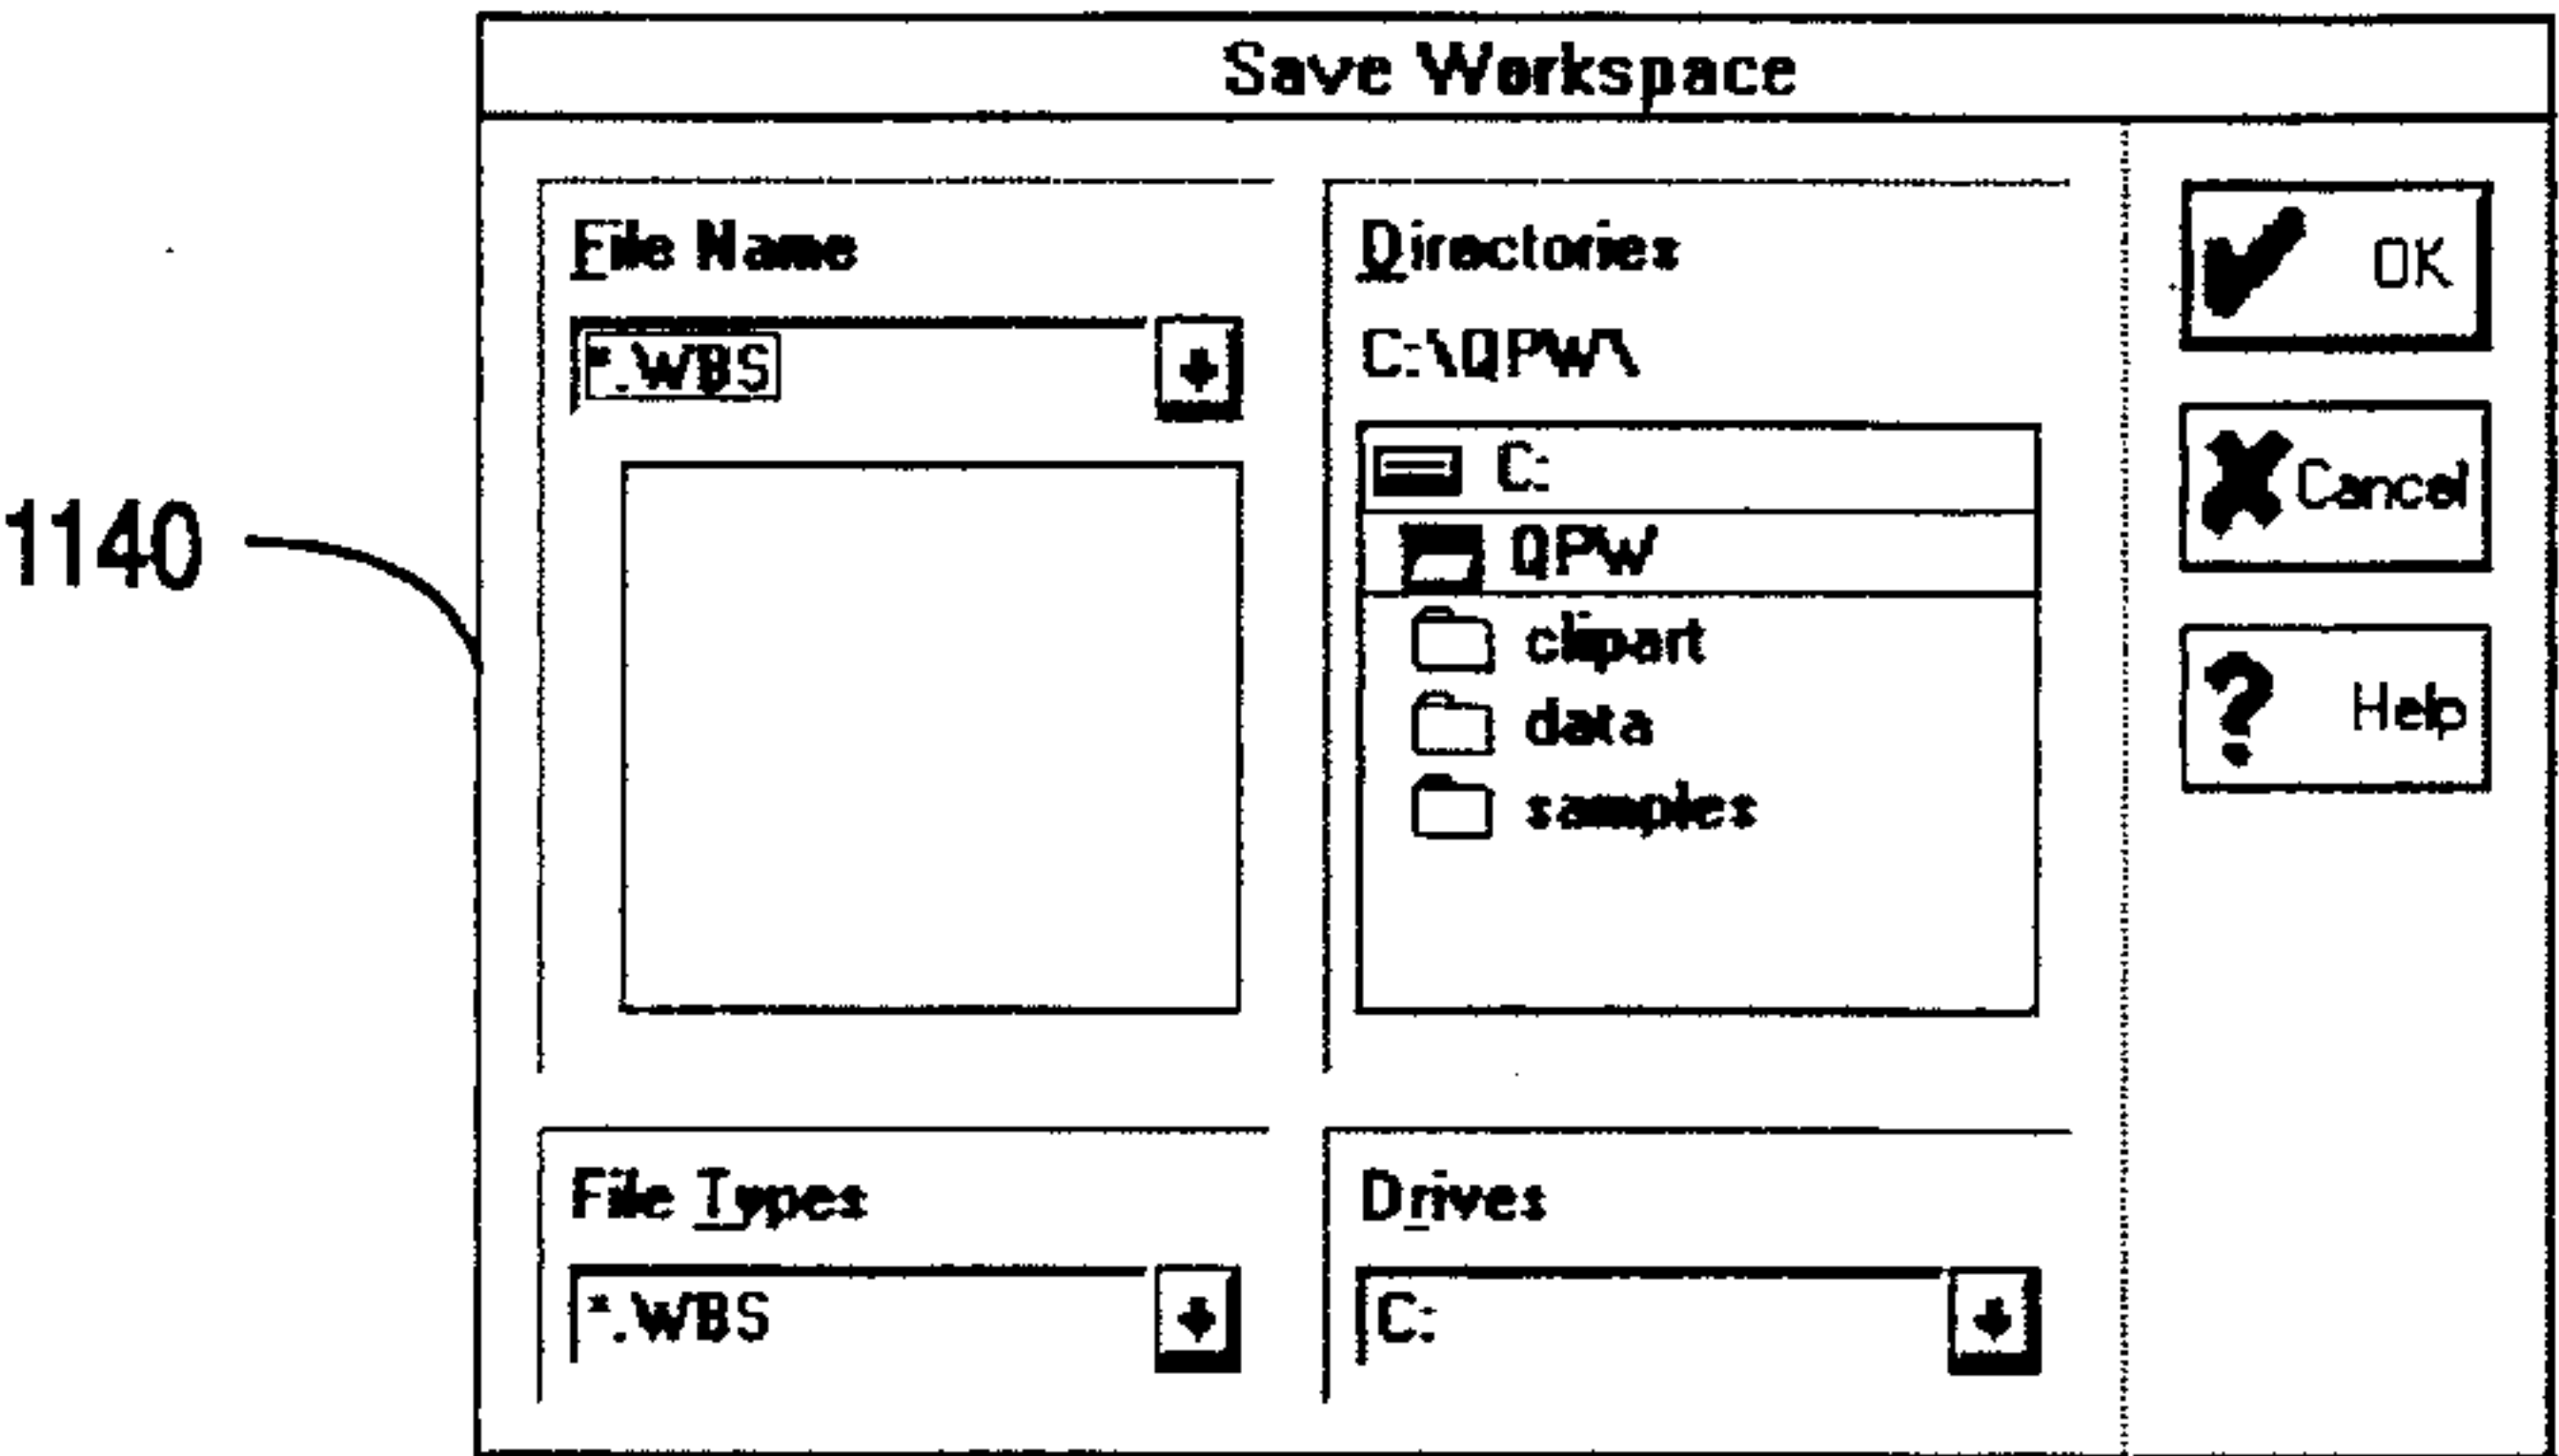 Save Workspace
File Name
*.WBS
Directories
C:\QPW\
C:
QPW
clipart
data
samples
OK
Cancel
Help
1140
File Types
*.WBS
Drives
C: